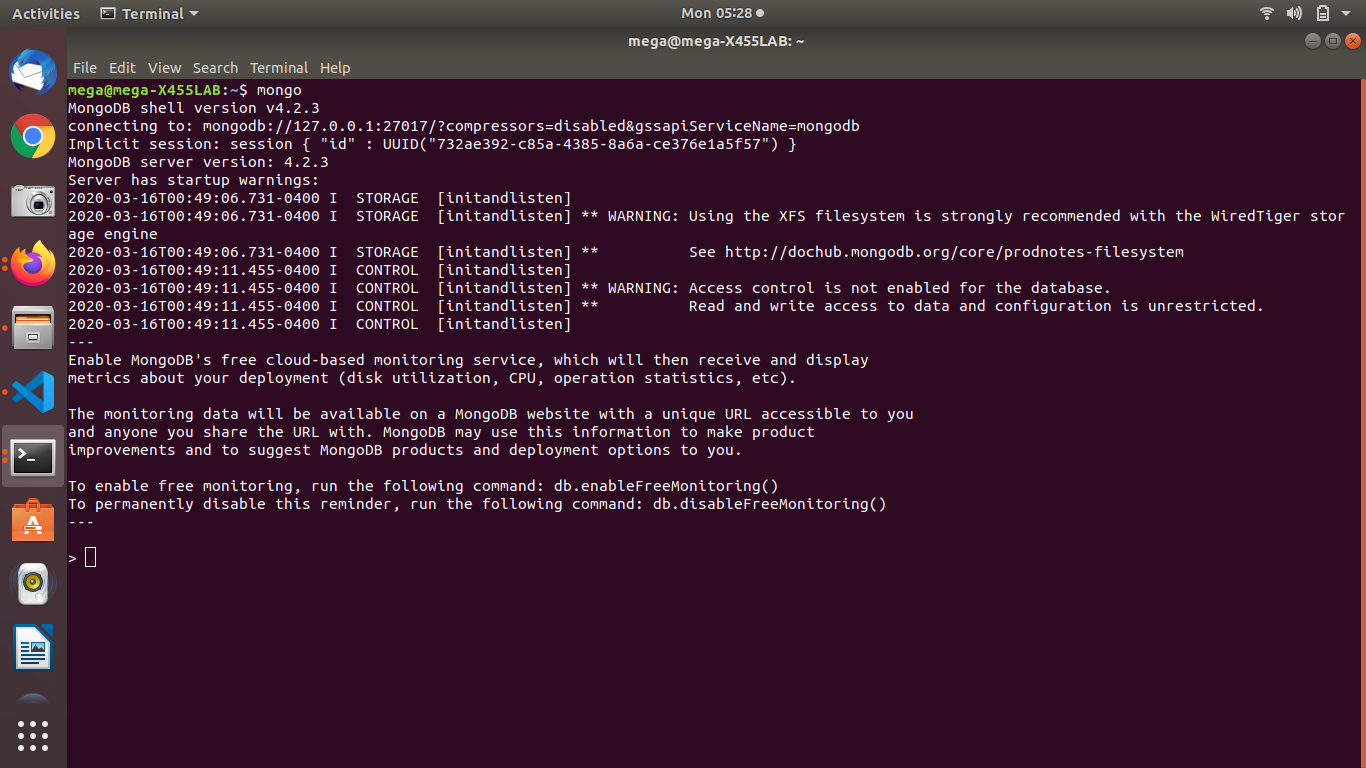 Activities Terminal Mon 05:28
mega@mega-X455LAB: ~
File Edit View Search Terminal Help
mega@mega-X455LAB:~$ mongo
MongoDB shell version v4.2.3
connecting to: mongodb://127.0.0.1:27017/?compressors=disabled&gssapiServiceName=mongodb
Implicit session: session { "id" : UUID("732ae392-c85a-4385-8a6a-ce376e1a5f57") }
MongoDB server version: 4.2.3
Server has startup warnings:
2020-03-16T00:49:06.731-0400 I  STORAGE  [initandlisten]
2020-03-16T00:49:06.731-0400 I  STORAGE  [initandlisten] ** WARNING: Using the XFS filesystem is strongly recommended with the WiredTiger stor
age engine
2020-03-16T00:49:06.731-0400 I  STORAGE  [initandlisten] **          See http://dochub.mongodb.org/core/prodnotes-filesystem
2020-03-16T00:49:11.455-0400 I  CONTROL  [initandlisten]
2020-03-16T00:49:11.455-0400 I  CONTROL  [initandlisten] ** WARNING: Access control is not enabled for the database.
2020-03-16T00:49:11.455-0400 I  CONTROL  [initandlisten] **          Read and write access to data and configuration is unrestricted.
2020-03-16T00:49:11.455-0400 I  CONTROL  [initandlisten]
---
Enable MongoDB's free cloud-based monitoring service, which will then receive and display
metrics about your deployment (disk utilization, CPU, operation statistics, etc).
The monitoring data will be available on a MongoDB website with a unique URL accessible to you
and anyone you share the URL with. MongoDB may use this information to make product
improvements and to suggest MongoDB products and deployment options to you.
To enable free monitoring, run the following command: db.enableFreeMonitoring()
To permanently disable this reminder, run the following command: db.disableFreeMonitoring()
---
>